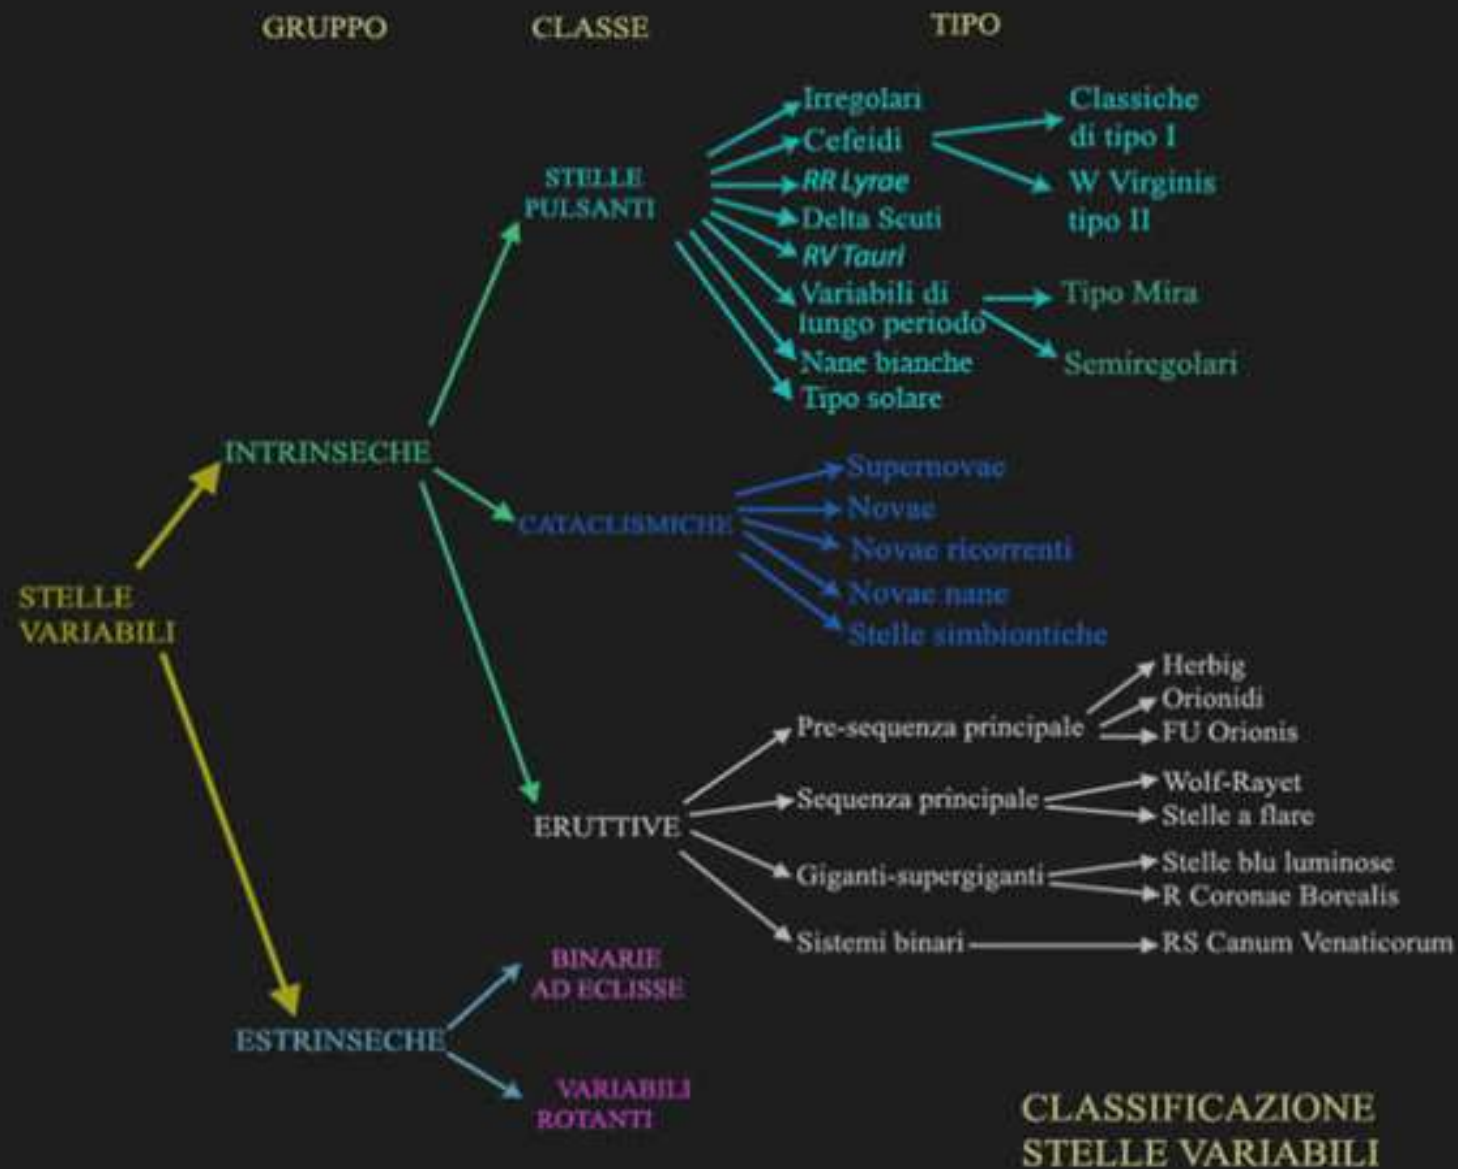 GRUPPO
CLASSE
TIPO
STELLE
VARIABILI
INTRINSECHE
STELLE
PULSANTI
Irregolari
Cefeidi
Classiche
di tipo I
W Virginis
tipo II
RR Lyrae
Delta Scuti
RV Tauri
Variabili di
lungo periodo
Tipo Mira
Semiregolari
Nane bianche
Tipo solare
CATACLISMICHE
Supernovae
Novae
Novae ricorrenti
Novae nane
Stelle simbiontiche
ERUTTIVE
Pre-sequenza principale
Herbig
Orionidi
FU Orionis
Sequenza principale
Wolf-Rayet
Stelle a flare
Giganti-supergiganti
Stelle blu luminose
R Coronae Borealis
Sistemi binari
RS Canum Venaticorum
ESTRINSECHE
BINARIE
AD ECLISSE
VARIABILI
ROTANTI
CLASSIFICAZIONE
STELLE VARIABILI